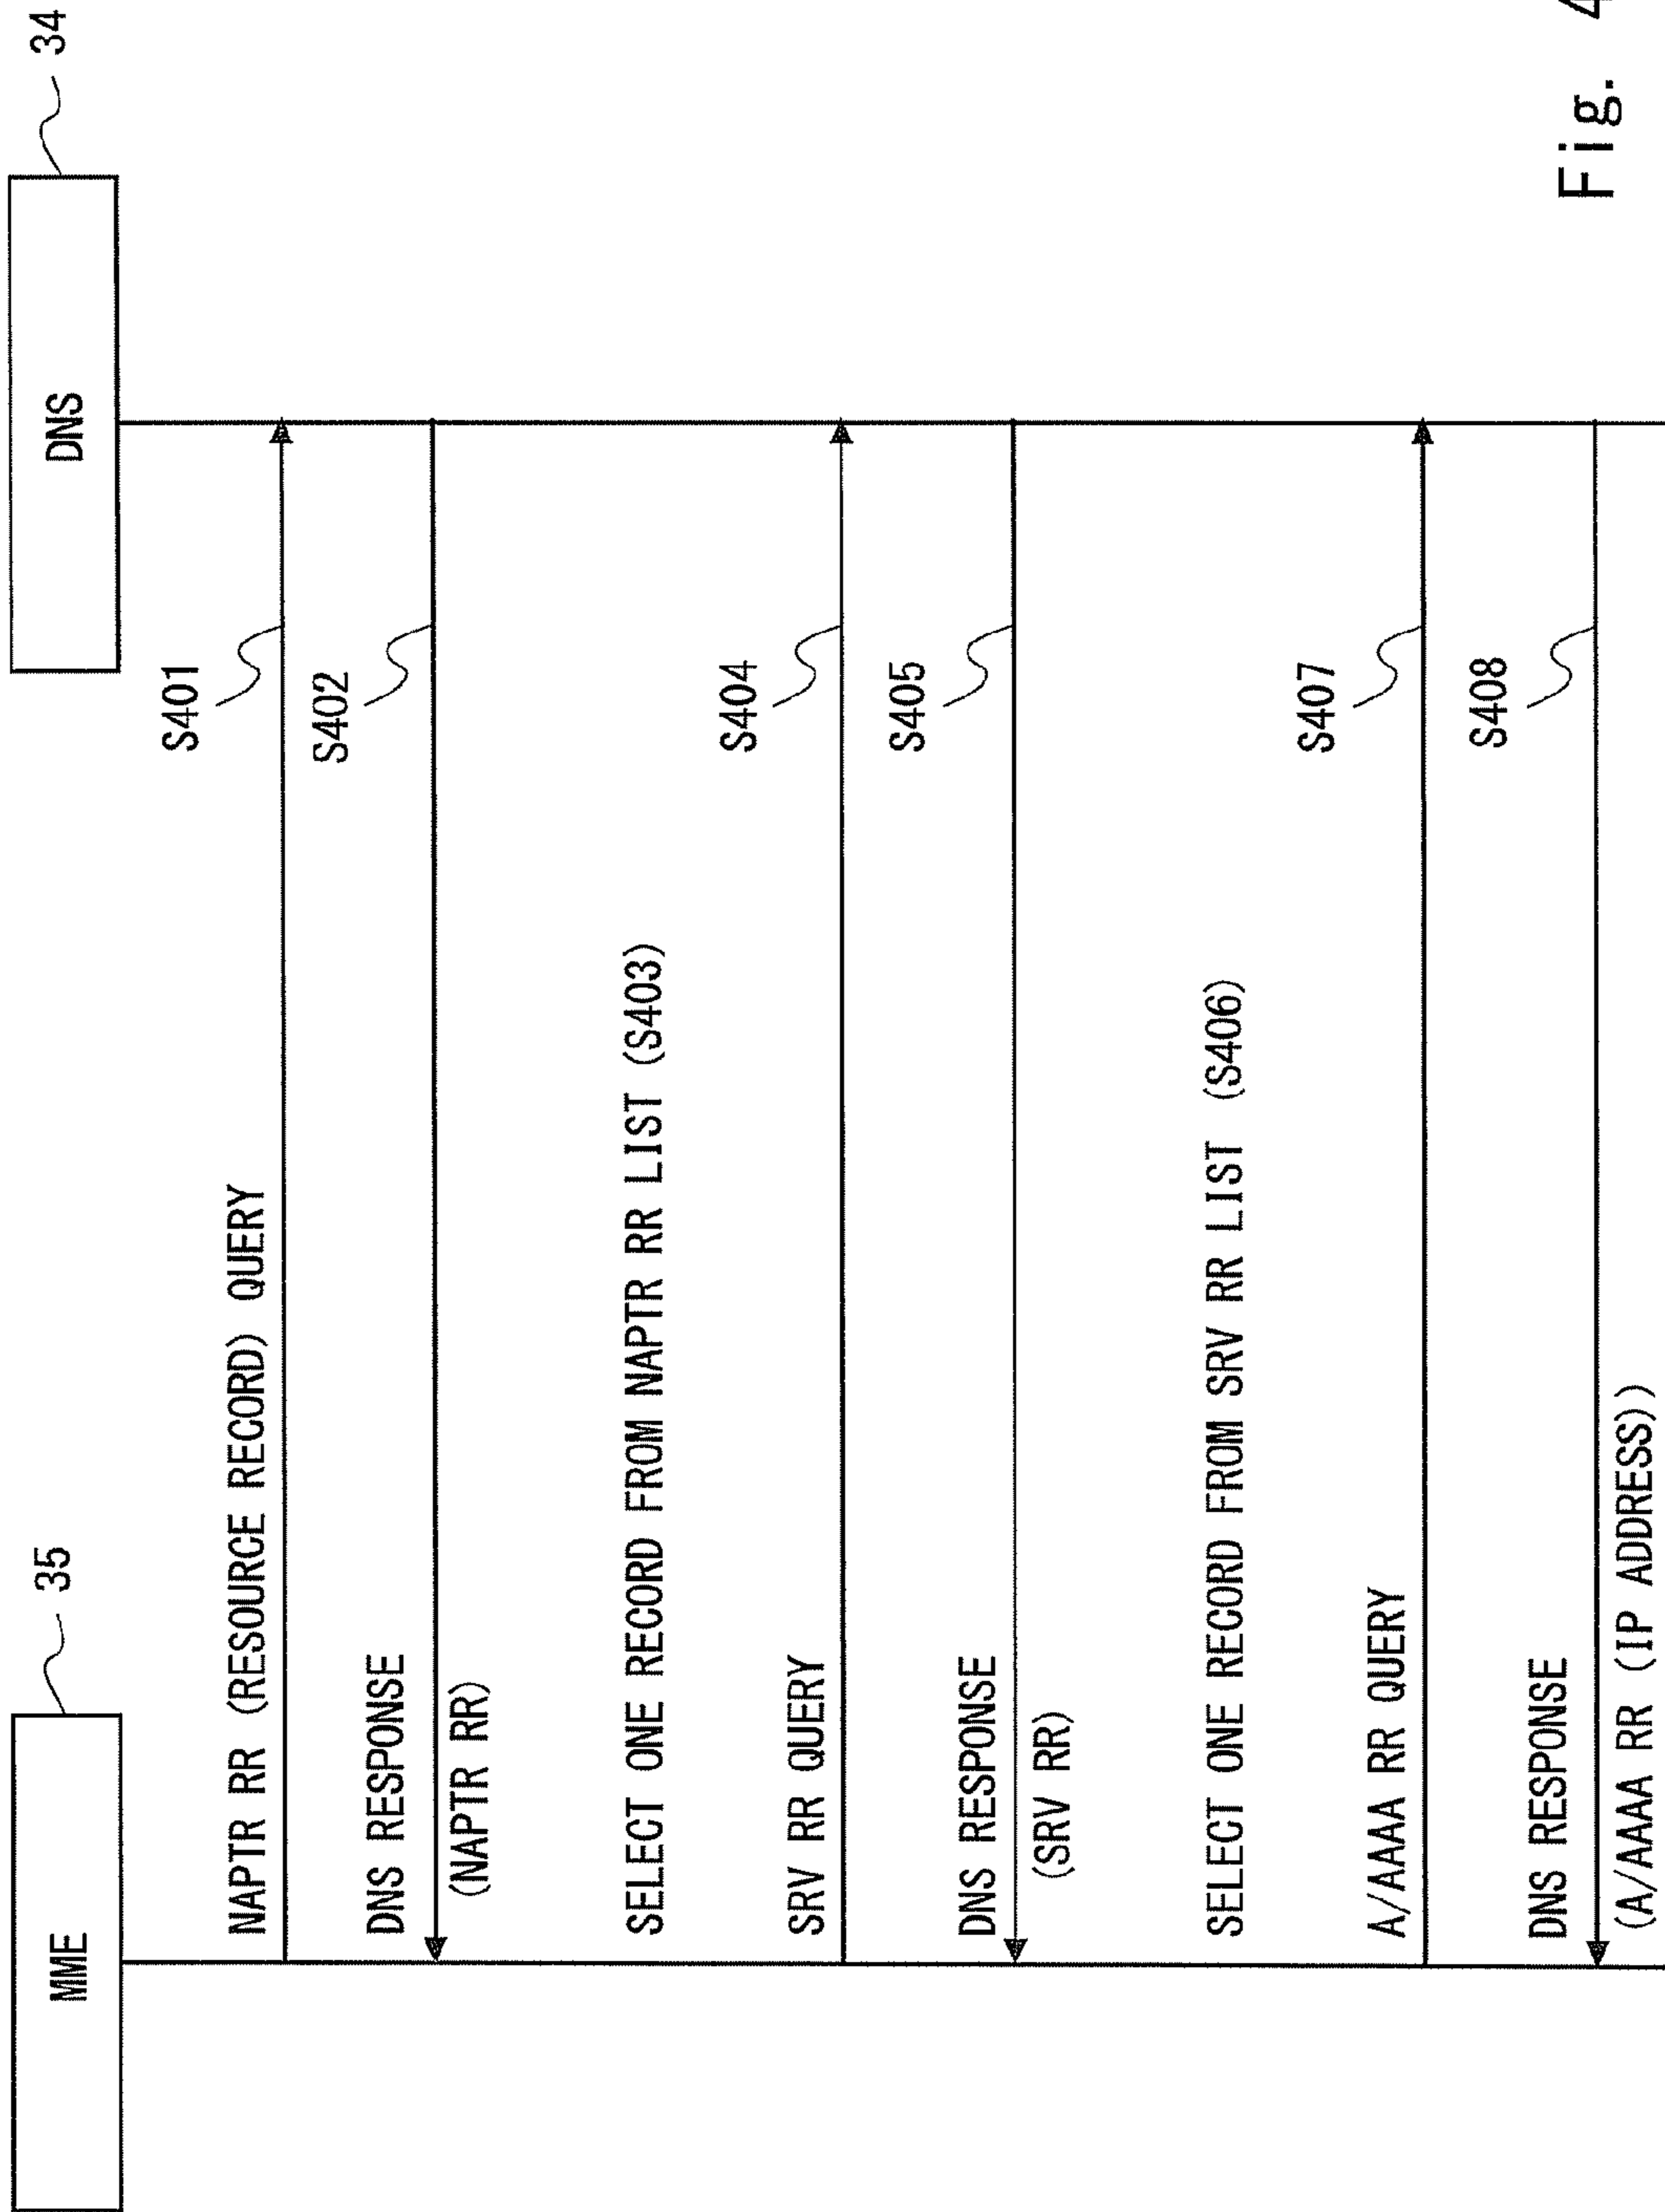 MME
35
DNS
34
NAPTR RR (RESOURCE RECORD) QUERY
S401
DNS RESPONSE
(NAPTR RR)
S402
SELECT ONE RECORD FROM NAPTR RR LIST (S403)
SRV RR QUERY
S404
DNS RESPONSE
(SRV RR)
S405
SELECT ONE RECORD FROM SRV RR LIST (S406)
A/AAAA RR QUERY
S407
DNS RESPONSE
(A/AAAA RR (IP ADDRESS))
S408
Fig. 4